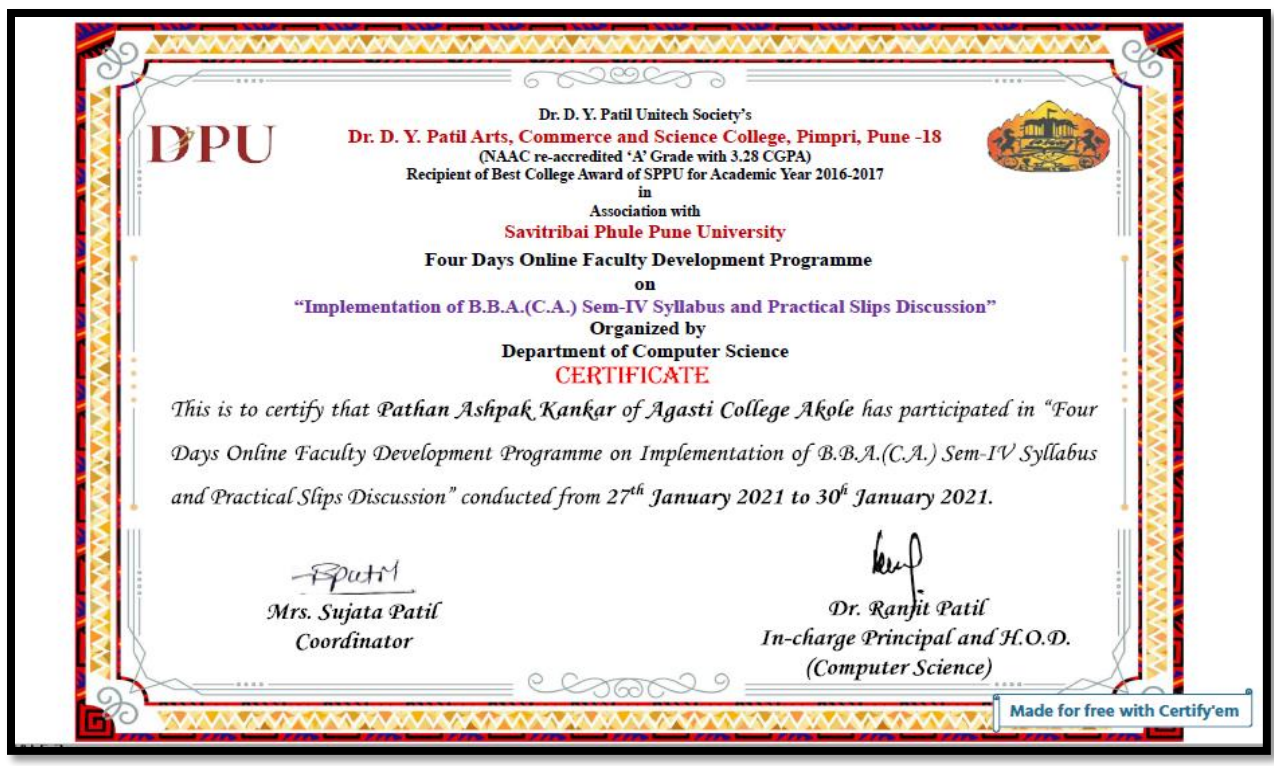 DPU
Dr. D. Y. Patil Unitech Society's
Dr. D. Y. Patil Arts, Commerce and Science College, Pimpri, Pune -18
(NAAC re-accredited ‘A’ Grade with 3.28 CGPA)
Recipient of Best College Award of SPPU for Academic Year 2016-2017
in
Association with
Savitribai Phule Pune University
Four Days Online Faculty Development Programme
on
“Implementation of B.B.A.(C.A.) Sem-IV Syllabus and Practical Slips Discussion”
Organized by
Department of Computer Science
CERTIFICATE
This is to certify that Pathan Ashpak Kankar of Agasti College Akole has participated in “Four
Days Online Faculty Development Programme on Implementation of B.B.A.(C.A.) Sem-IV Syllabus
and Practical Slips Discussion” conducted from 27th January 2021 to 30h January 2021.
Mrs. Sujata Patil
Coordinator
Dr. Ranjit Patil
In-charge Principal and H.O.D.
(Computer Science)
Made for free with Certify'em